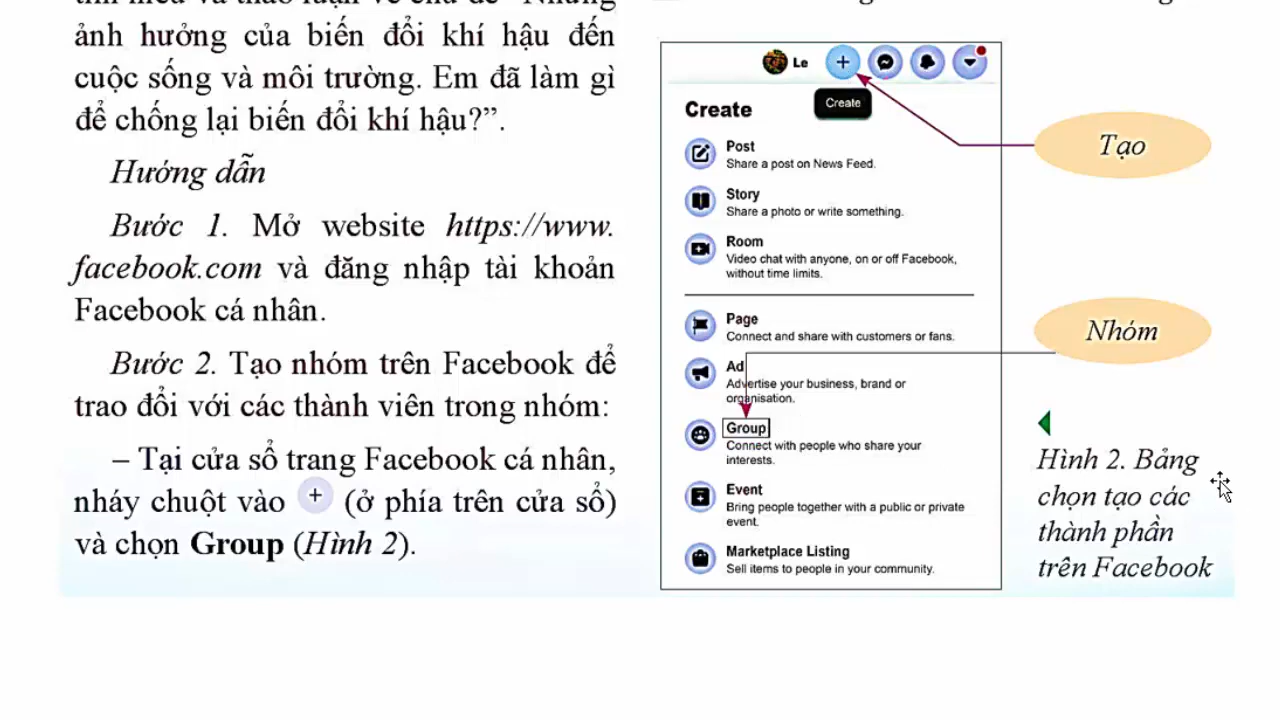 ảnh hưởng của biến đổi khí hậu đến
cuộc sống và môi trường. Em đã làm gì
để chống lại biến đổi khí hậu?”.
Hướng dẫn
Bước 1. Mở website https://www.
facebook.com và đăng nhập tài khoản
Facebook cá nhân.
Bước 2. Tạo nhóm trên Facebook để
trao đổi với các thành viên trong nhóm:
– Tại cửa sổ trang Facebook cá nhân,
nháy chuột vào + (ở phía trên cửa sổ)
và chọn Group (Hình 2).
Le
Create
Create
Post
Share a post on News Feed.
Story
Share a photo or write something.
Room
Video chat with anyone, on or off Facebook,
without time limits.
Page
Connect and share with customers or fans.
Ad
Advertise your business, brand or
organisation.
Group
Connect with people who share your
interests.
Event
Bring people together with a public or private
event.
Marketplace Listing
Sell items to people in your community.
Tạo
Nhóm
Hình 2. Bảng
chọn tạo các
thành phần
trên Facebook